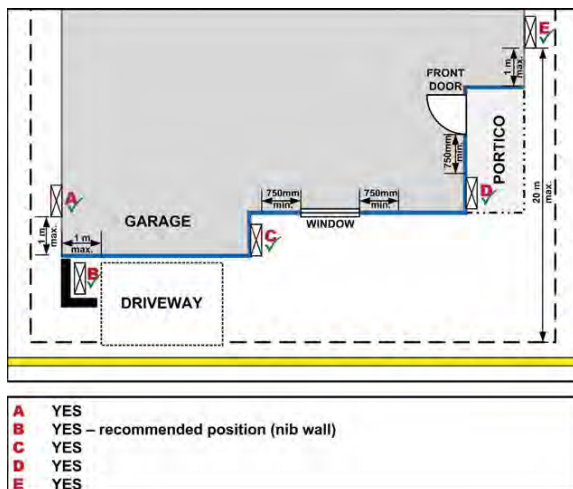 E
1 m
max.
FRONT
DOOR
PORTICO
750mm
min.
A
750mm
min.
750mm
min.
D
20 m
max.
GARAGE
WINDOW
1 m
max.
1 m
max.
C
B
DRIVEWAY
A YES
B YES – recommended position (nib wall)
C YES
D YES
E YES